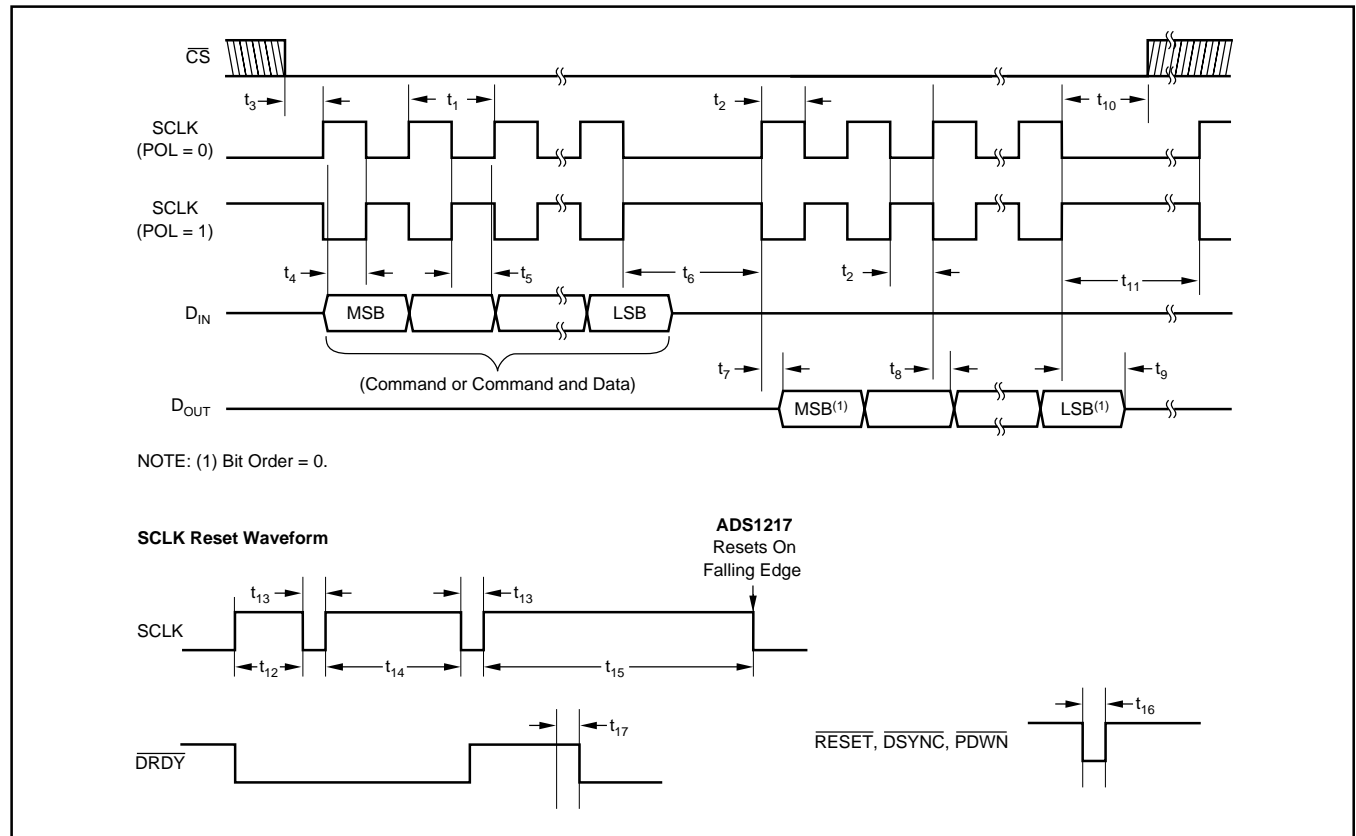 CS
t3
t1
t2
t10
SCLK
(POL = 0)
SCLK
(POL = 1)
t4
t5
t6
t2
t11
DIN
MSB
LSB
(Command or Command and Data)
t7
t8
t9
DOUT
MSB(1)
LSB(1)
NOTE: (1) Bit Order = 0.
SCLK Reset Waveform
ADS1217
Resets On
Falling Edge
t13
t13
SCLK
t12
t14
t15
t16
t17
DRDY
RESET, DSYNC, PDWN